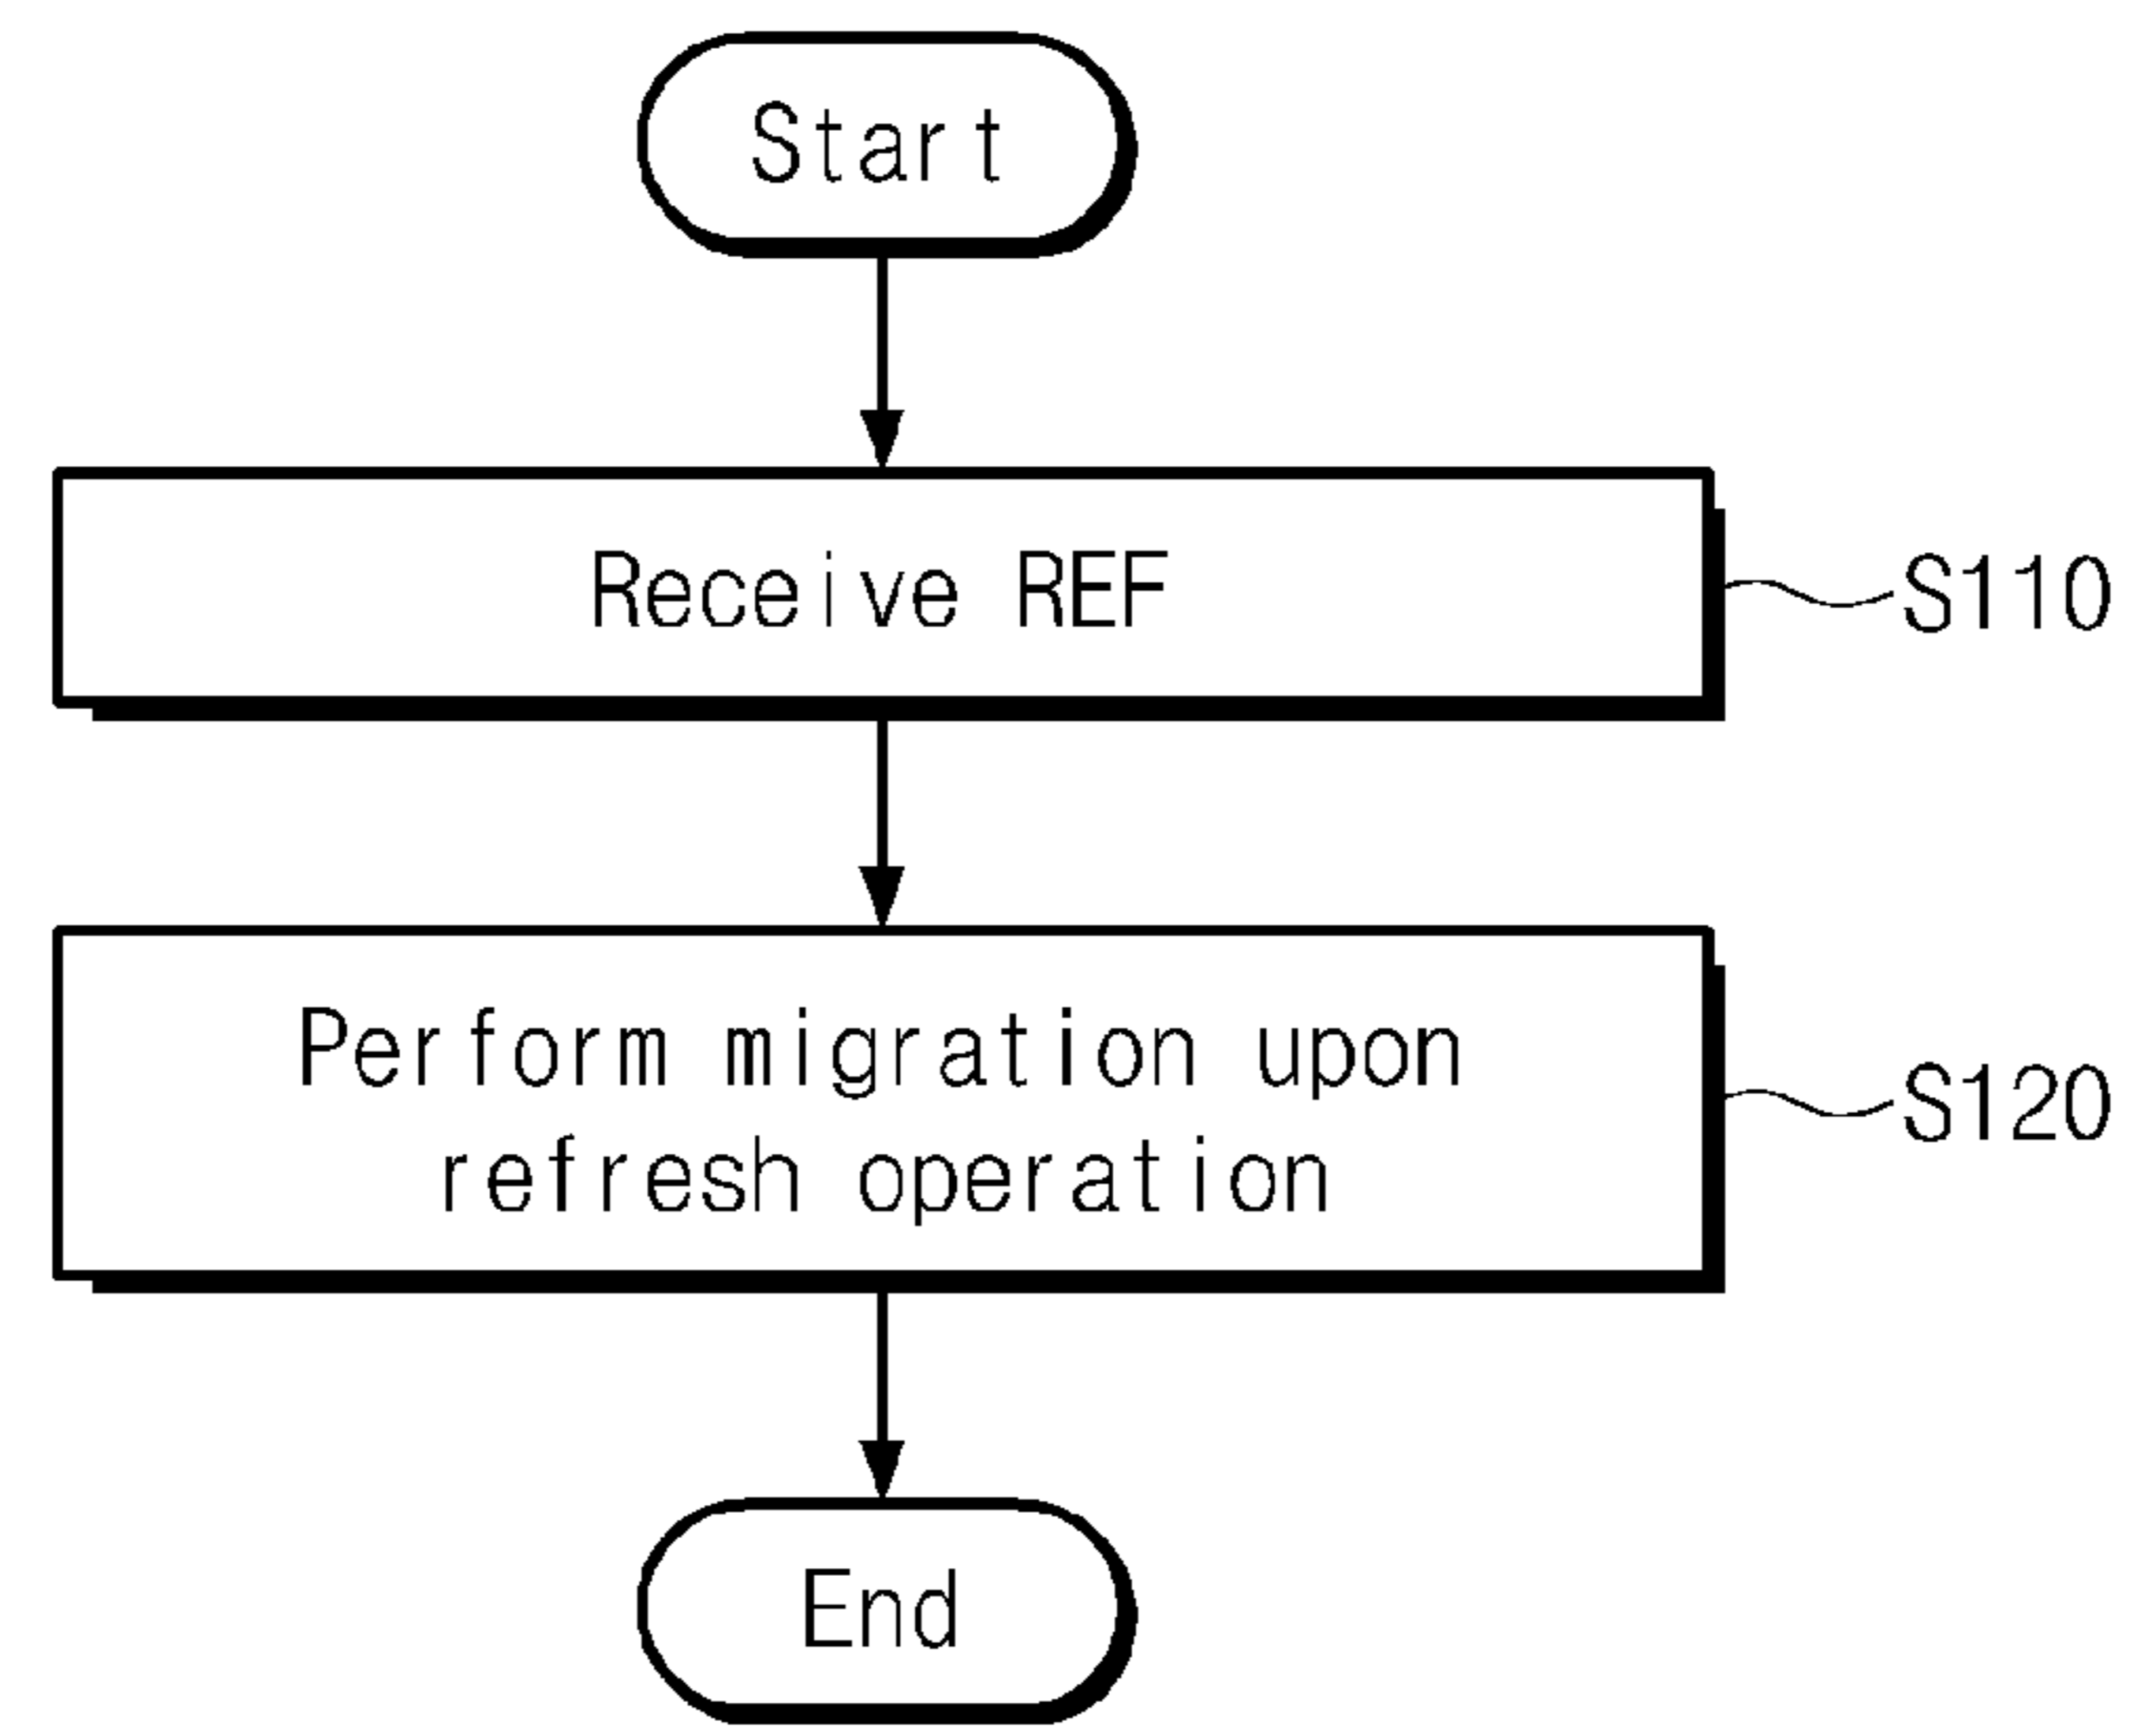 Start
Receive REF
S110
Perform migration upon
refresh operation
S120
End